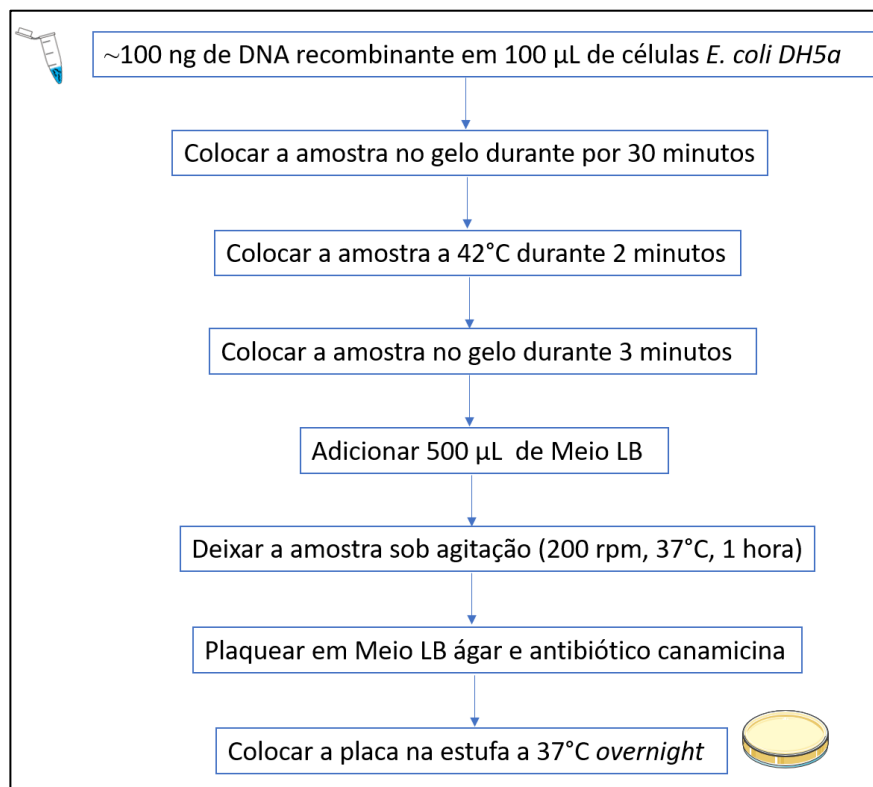 ~100 ng de DNA recombinante em 100 µL de células E. coli DH5a
Colocar a amostra no gelo durante por 30 minutos
Colocar a amostra a 42°C durante 2 minutos
Colocar a amostra no gelo durante 3 minutos
Adicionar 500 µL de Meio LB
Deixar a amostra sob agitação (200 rpm, 37°C, 1 hora)
Plaquear em Meio LB ágar e antibiótico canamicina
Colocar a placa na estufa a 37°C overnight